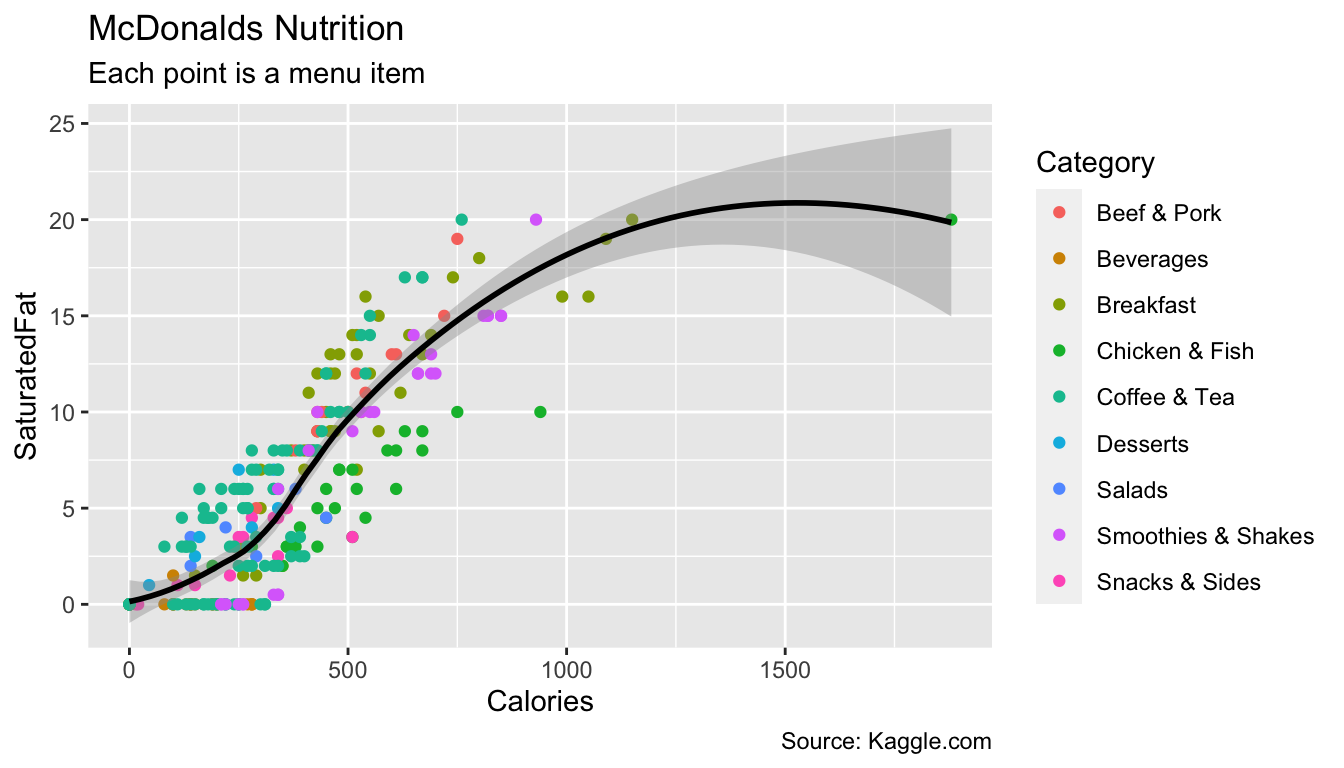 McDonalds Nutrition
Each point is a menu item
SaturatedFat
25
20
15
10
5
0
0 500 1000 1500
Calories
Category
Beef & Pork
Beverages
Breakfast
Chicken & Fish
Coffee & Tea
Desserts
Salads
Smoothies & Shakes
Snacks & Sides
Source: Kaggle.com